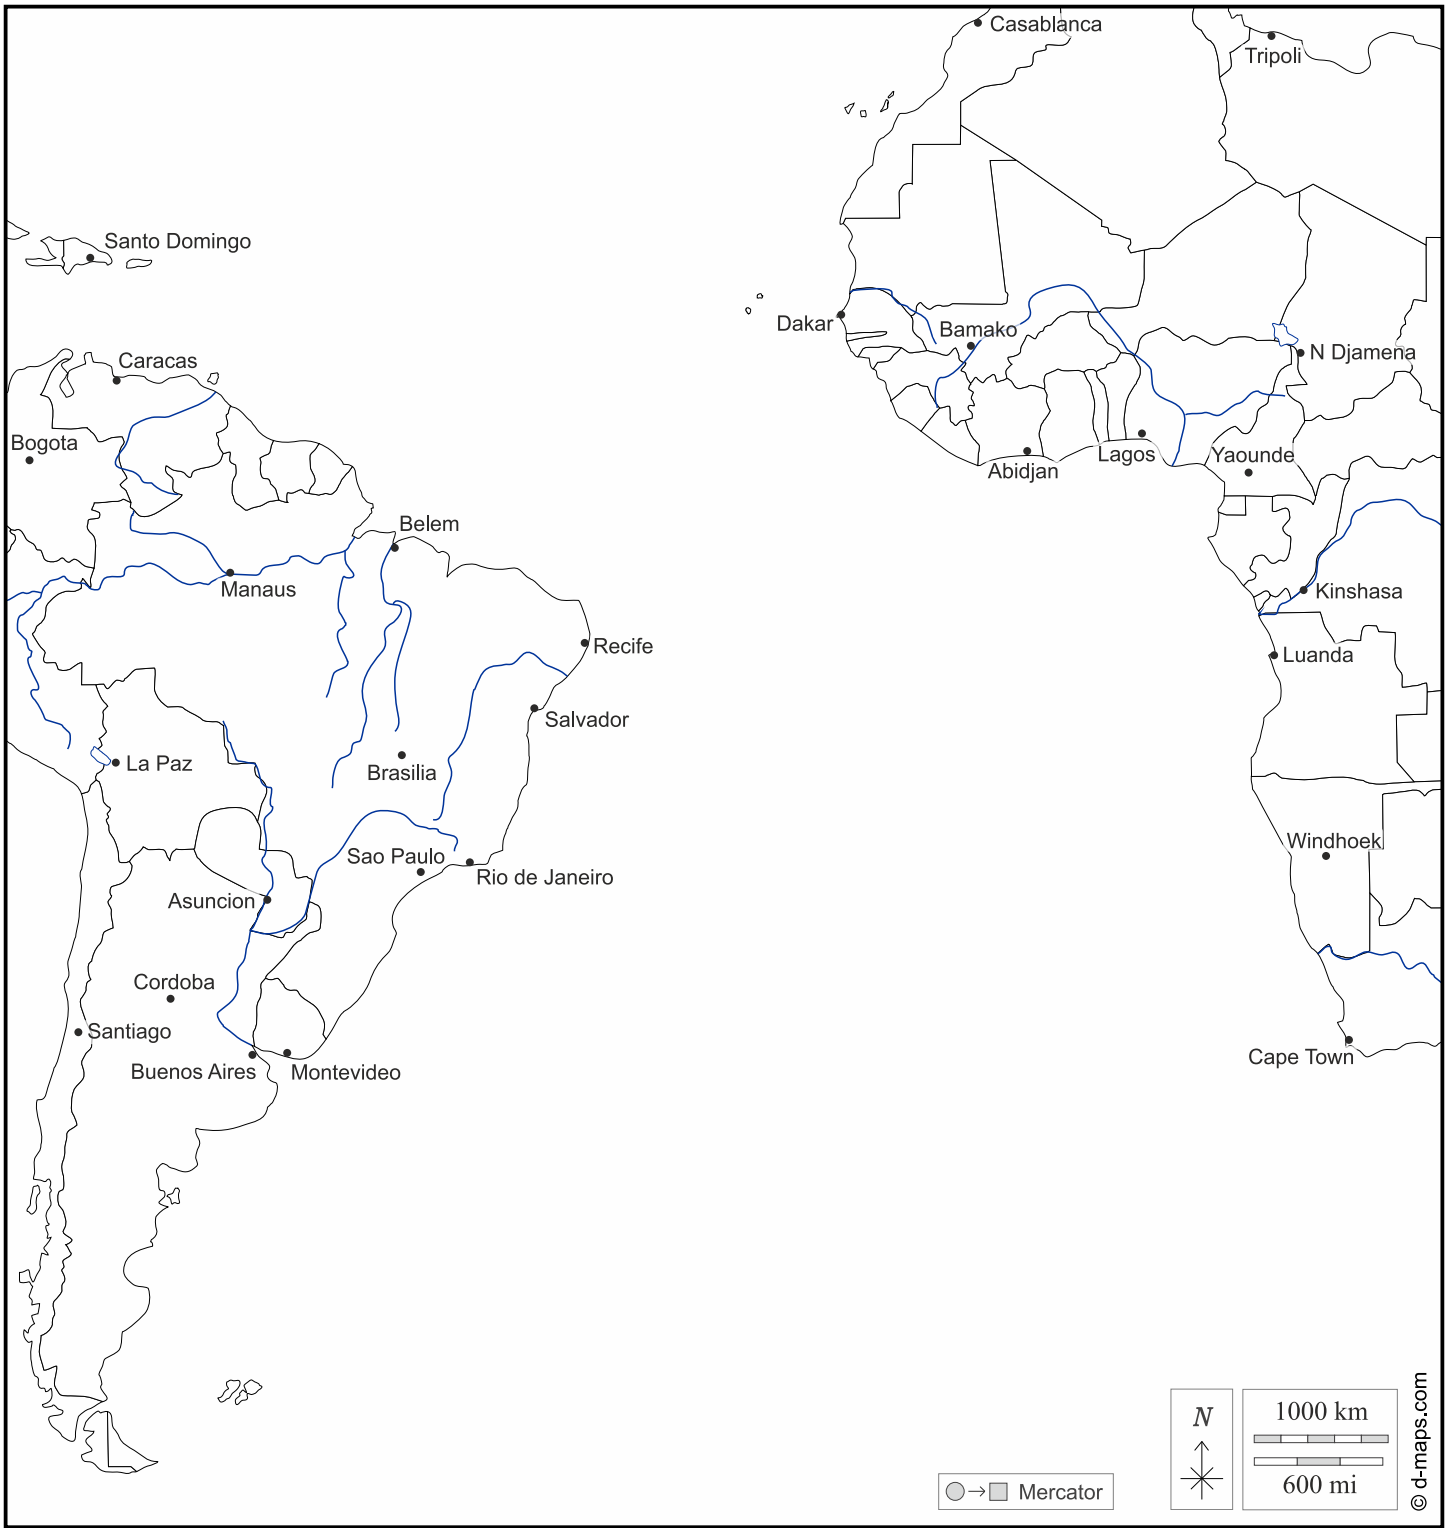 Casablanca
Tripoli
Santo Domingo
Dakar
Bamako
N Djamena
Caracas
Bogota
Lagos
Yaounde
Abidjan
Belem
Manaus
Kinshasa
Recife
Luanda
Salvador
La Paz
Brasilia
Windhoek
Sao Paulo
Rio de Janeiro
Asuncion
Cordoba
Santiago
Cape Town
Buenos Aires
Montevideo
N
1000 km
600 mi
Mercator
© d-maps.com